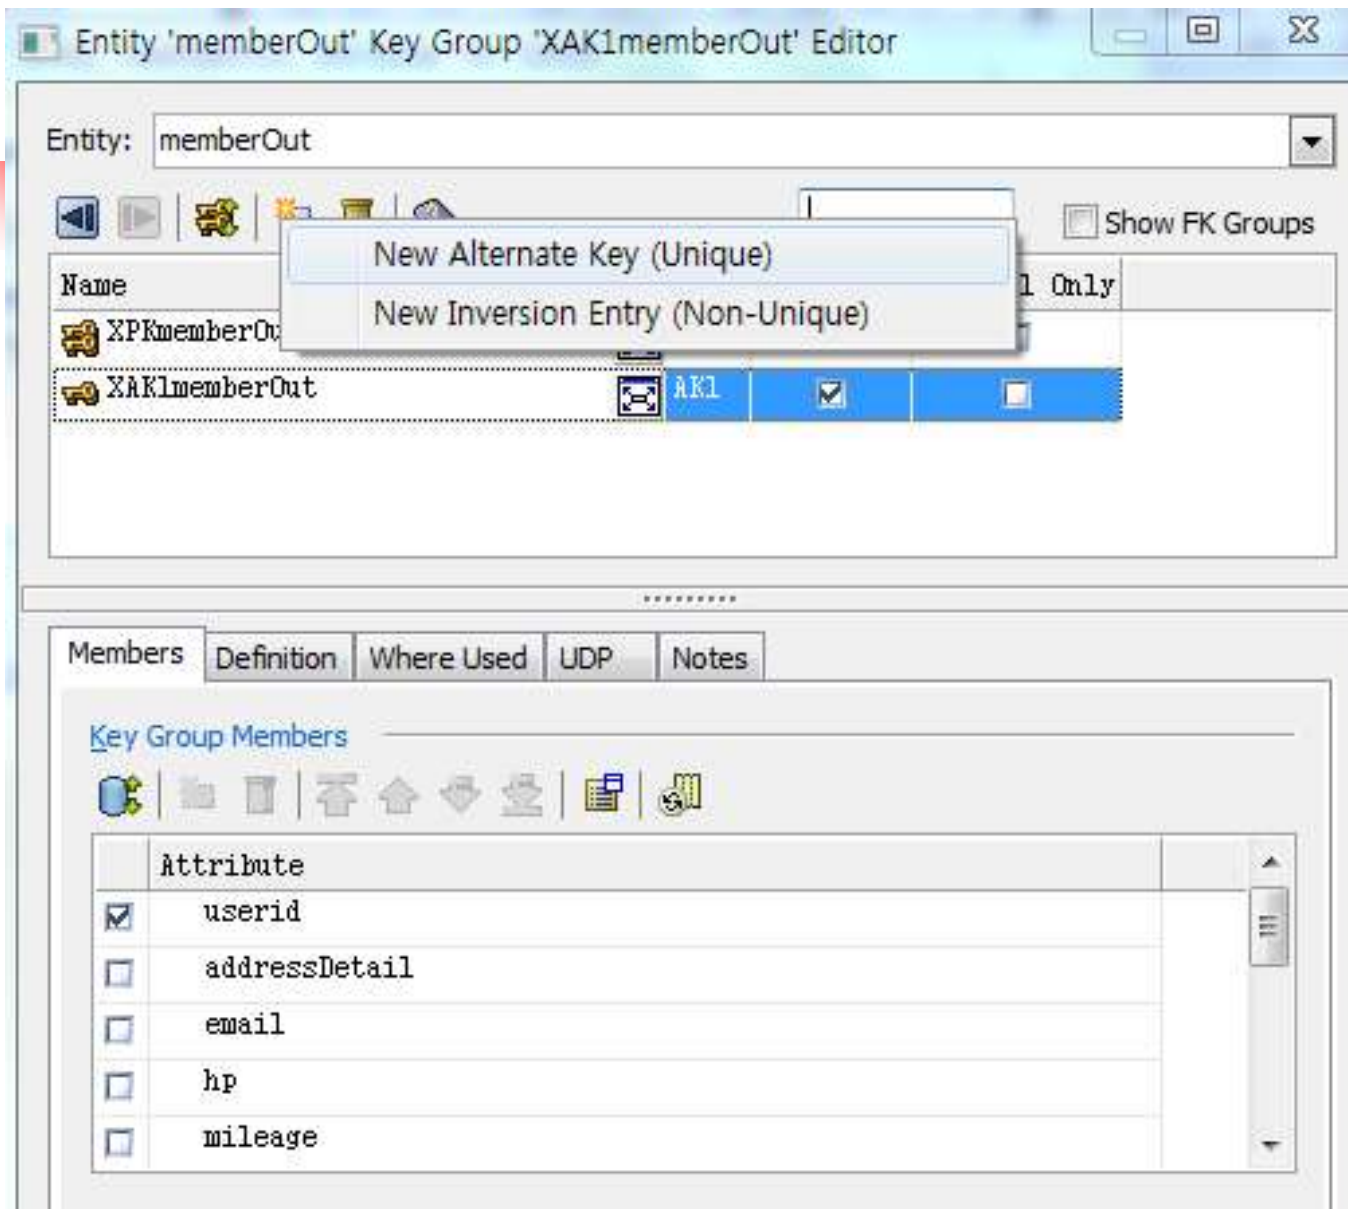 Entity 'memberOut' Key Group 'XAK1memberOut' Editor
Entity: memberOut
Show FK Groups
New Alternate Key (Unique)
New Inversion Entry (Non-Unique)
Name
l Only
XPKmemberOu
XAK1memberOut AK1
Members Definition Where Used UDP Notes
Key Group Members
Attribute
userid
addressDetail
email
hp
mileage